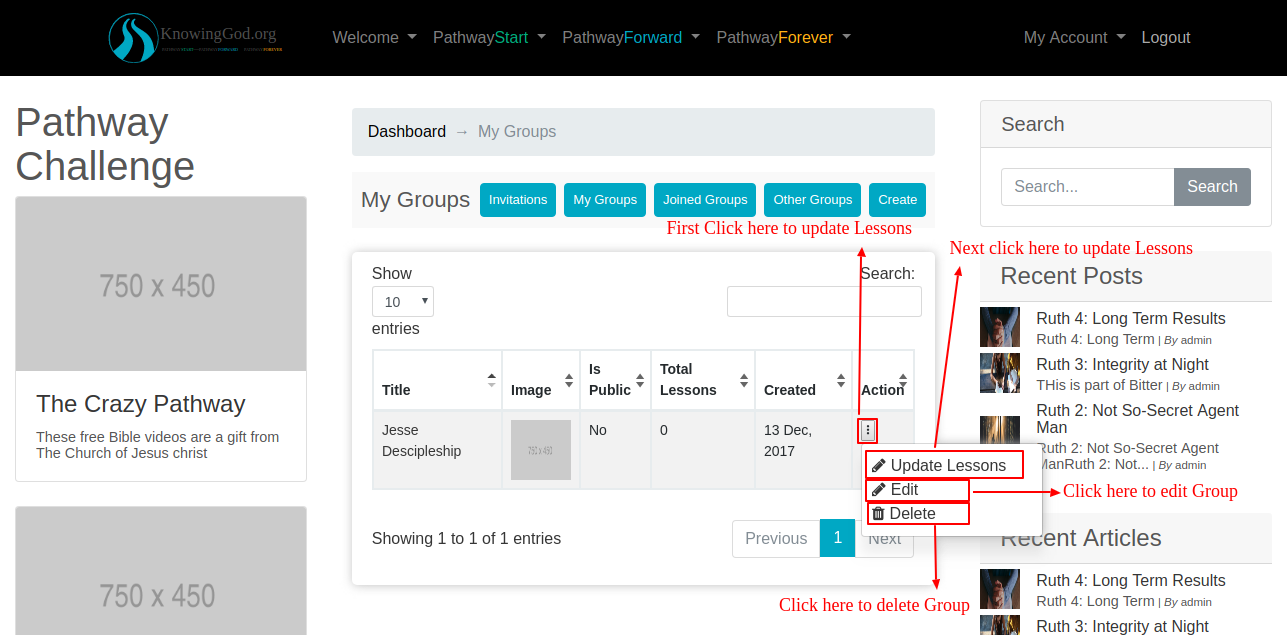 KnowingGod.org
Welcome PathwayStart PathwayForward PathwayForever My Account Logout
Pathway
Challenge
750 x 450
The Crazy Pathway
These free Bible videos are a gift from
The Church of Jesus christ
750 x 450
Dashboard → My Groups
My Groups Invitations My Groups Joined Groups Other Groups Create
First Click here to update Lessons
Show
10
entries
Search:
Title Image Is Public Total Lessons Created Action
Jesse Descipleship No 0 13 Dec, 2017
Update Lessons
Edit
Delete
Showing 1 to 1 of 1 entries
Previous 1 Next
Click here to delete Group
Click here to edit Group
Next click here to update Lessons
Search
Search... Search
Recent Posts
Ruth 4: Long Term Results
Ruth 4: Long Term | By admin
Ruth 3: Integrity at Night
THis is part of Bitter | By admin
Ruth 2: Not So-Secret Agent
Man
Ruth 2: Not So-Secret Agent
ManRuth 2: Not... | By admin
Recent Articles
Ruth 4: Long Term Results
Ruth 4: Long Term | By admin
Ruth 3: Integrity at Night